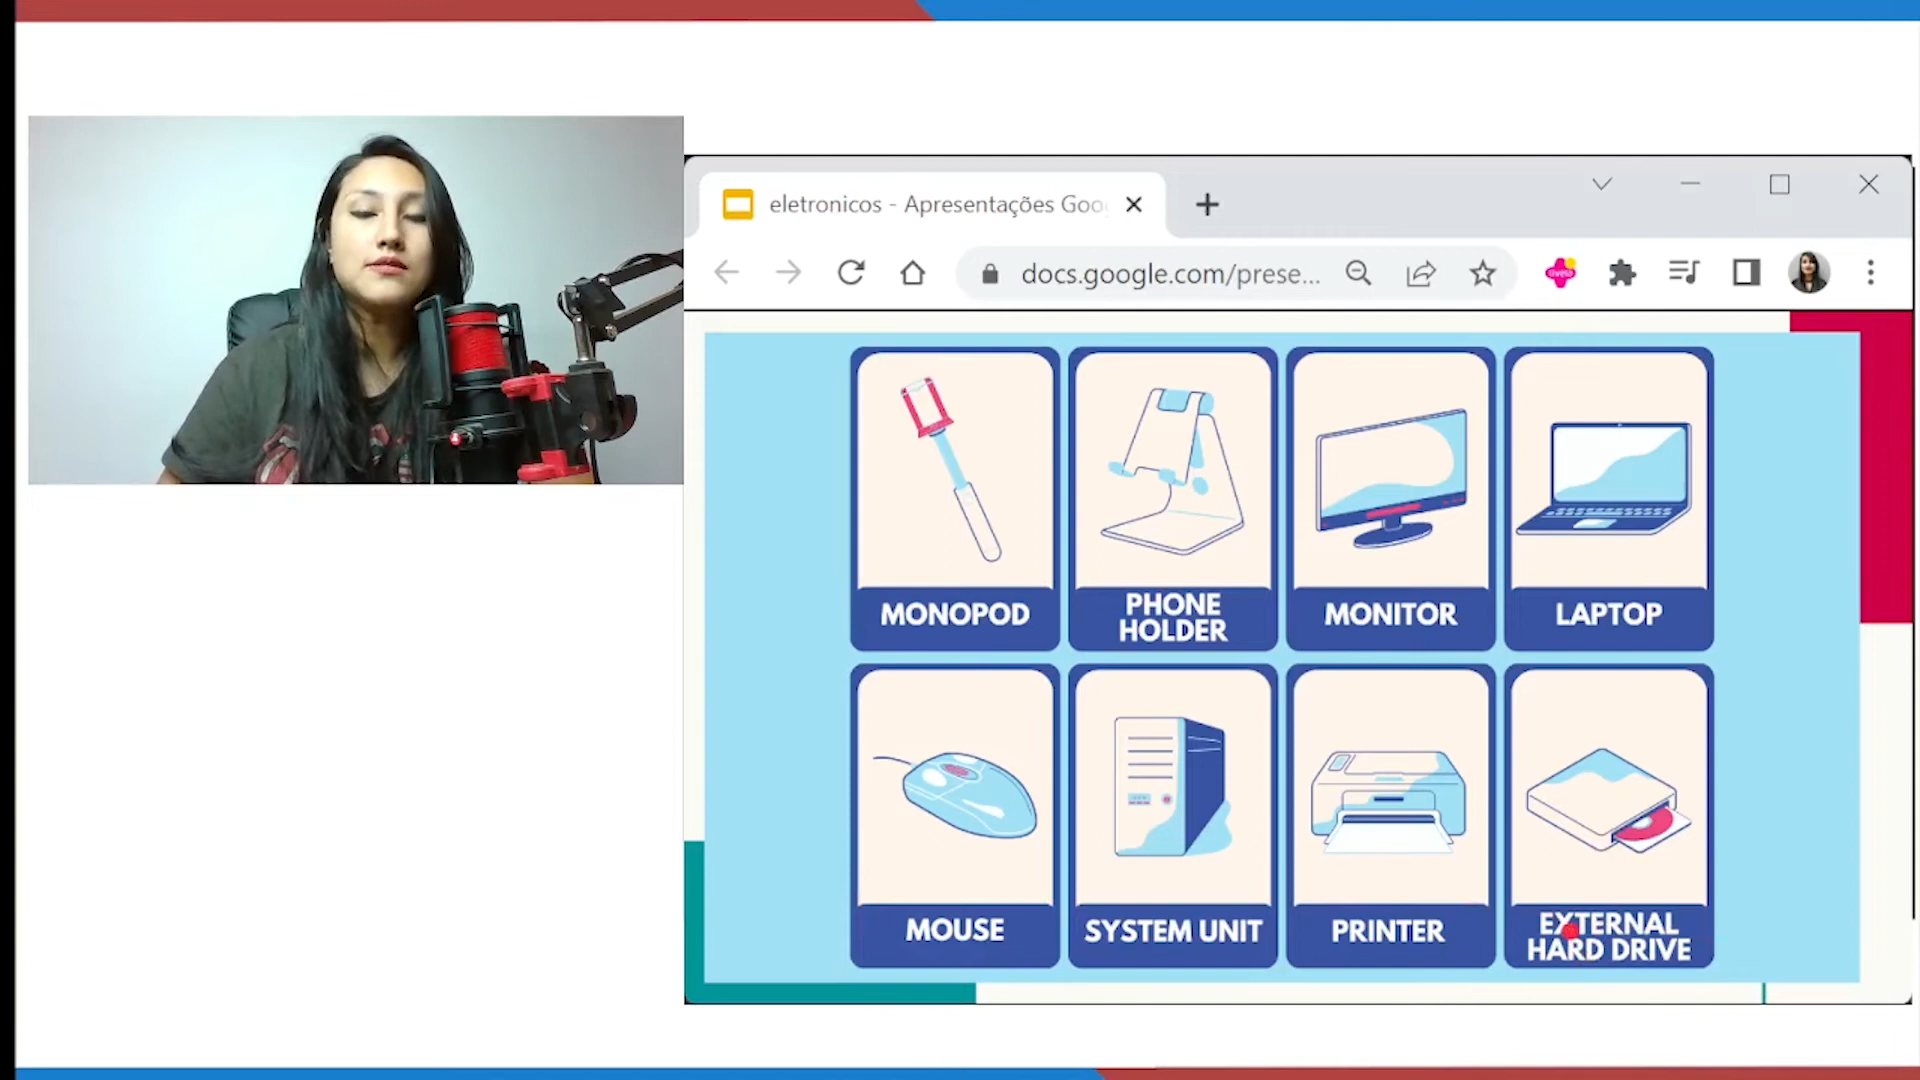 eletronicos - Apresentações Goo
docs.google.com/prese...
MONOPOD
PHONE
HOLDER
MONITOR
LAPTOP
MOUSE
SYSTEM UNIT
PRINTER
EXTERNAL
HARD DRIVE